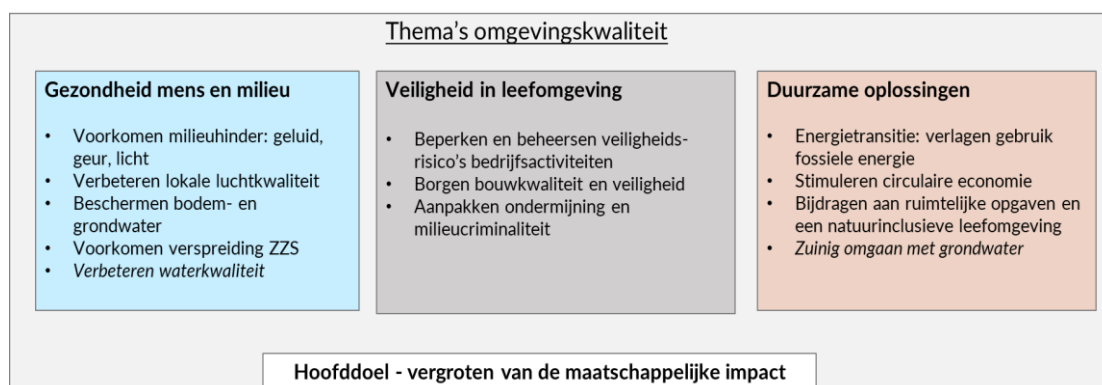 Thema's omgevingskwaliteit
Gezondheid mens en milieu
• Voorkomen milieuhinder: geluid,
geur, licht
• Verbeteren lokale luchtkwaliteit
• Beschermen bodem- en
grondwater
• Voorkomen verspreiding ZZS
• Verbeteren waterkwaliteit
Veiligheid in leefomgeving
• Beperken en beheersen veiligheids-
risico's bedrijfsactiviteiten
• Borgen bouwkwaliteit en veiligheid
• Aanpakken ondermijning en
milieucriminaliteit
Duurzame oplossingen
• Energietransitie: verlagen gebruik
fossiele energie
• Stimuleren circulaire economie
• Bijdragen aan ruimtelijke opgaven en
een natuurinclusieve leefomgeving
• Zuinig omgaan met grondwater
Hoofddoel - vergroten van de maatschappelijke impact